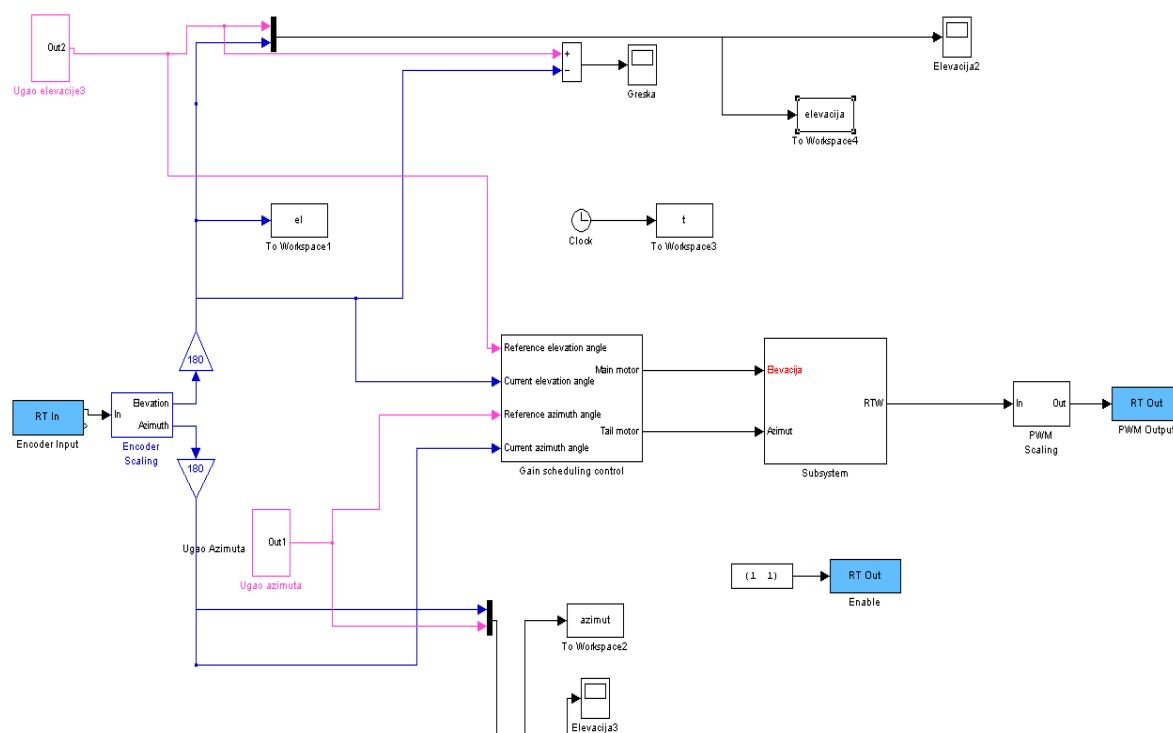 Out2
Ugao elevacije3
+
−
Greska
Elevacija2
elevacija
To Workspace4
el
To Workspace1
Clock
t
To Workspace3
180
RT In
Encoder Input
In
Elevation
Azimuth
Encoder
Scaling
180
Reference elevation angle
Current elevation angle
Reference azimuth angle
Current azimuth angle
Main motor
Tail motor
Gain scheduling control
Elevacija
Azimut
RTW
Subsystem
In
Out
PWM
Scaling
RT Out
PWM Output
Ugao Azimuta
Out1
Ugao azimuta
(1 1)
RT Out
Enable
azimut
To Workspace2
Elevacija3